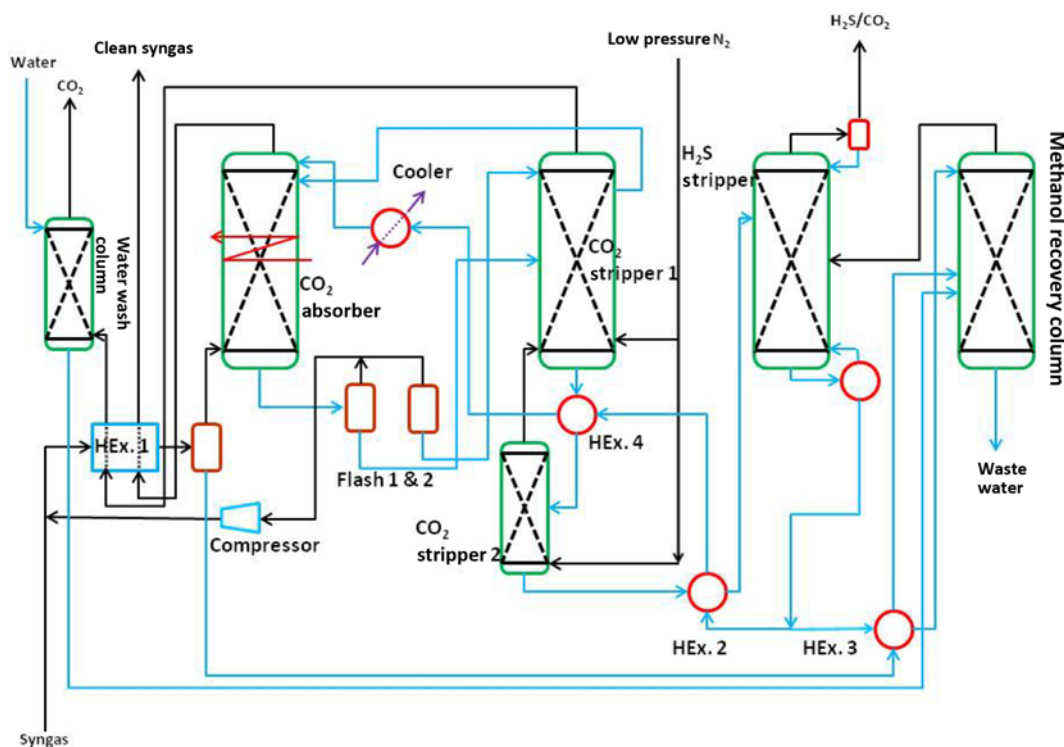 H₂S/CO₂
Clean syngas
Low pressure N₂
Water
CO₂
H₂S
stripper
Methanol recovery column
Cooler
Water wash
column
CO₂
absorber
CO₂
stripper 1
HEx. 1
HEx. 4
Flash 1 & 2
Waste
water
CO₂
stripper 2
Compressor
HEx. 2
HEx. 3
Syngas